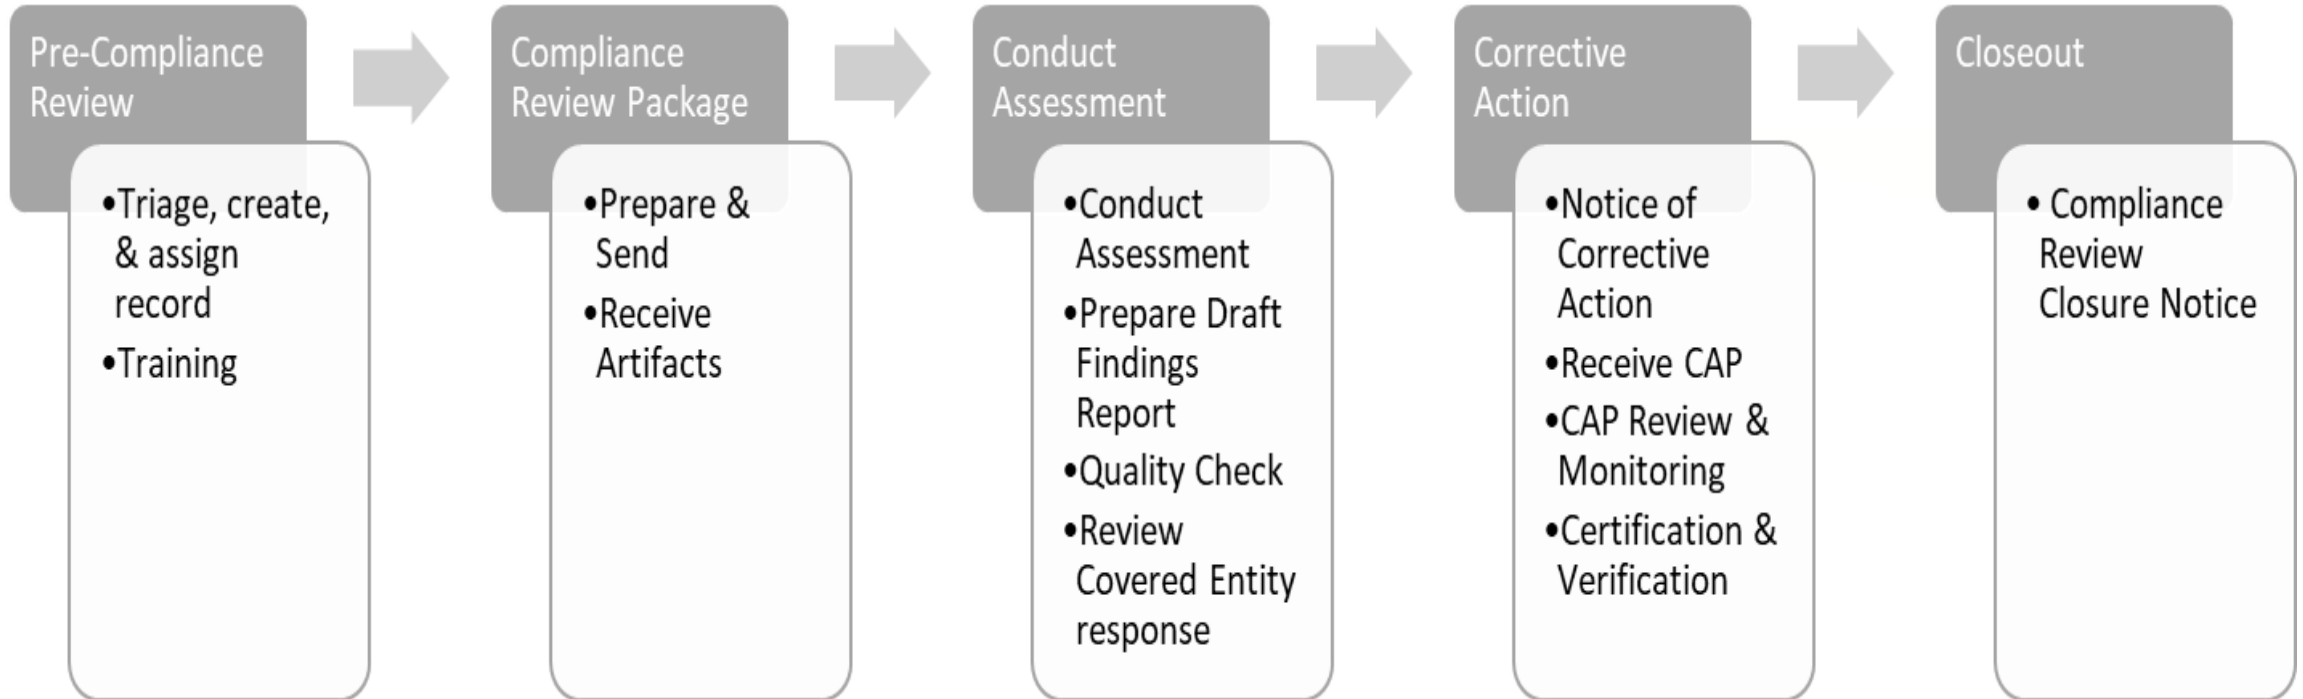 Pre-Compliance
Review
•Triage, create,
& assign
record
•Training
Compliance
Review Package
•Prepare &
Send
•Receive
Artifacts
Conduct
Assessment
•Conduct
Assessment
•Prepare Draft
Findings
Report
•Quality Check
•Review
Covered Entity
response
Corrective
Action
•Notice of
Corrective
Action
•Receive CAP
•CAP Review &
Monitoring
•Certification &
Verification
Closeout
• Compliance
Review
Closure Notice